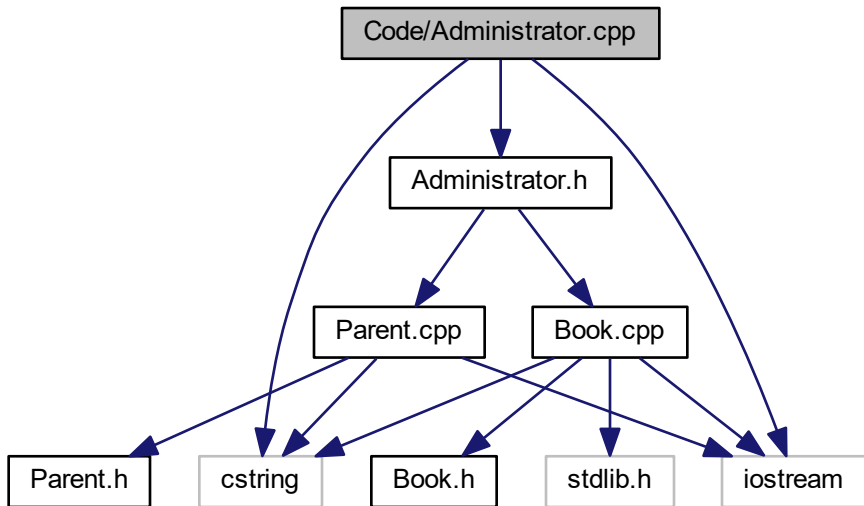 Code/Administrator.cpp
Administrator.h
Parent.cpp
Book.cpp
Parent.h
cstring
Book.h
stdlib.h
iostream